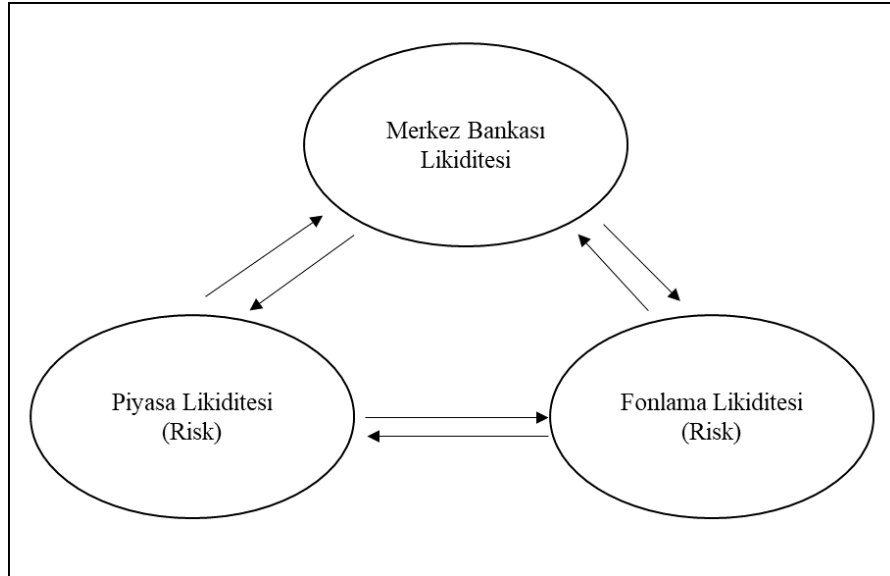 Merkez Bankası
Likiditesi
Piyasa Likiditesi
(Risk)
Fonlama Likiditesi
(Risk)